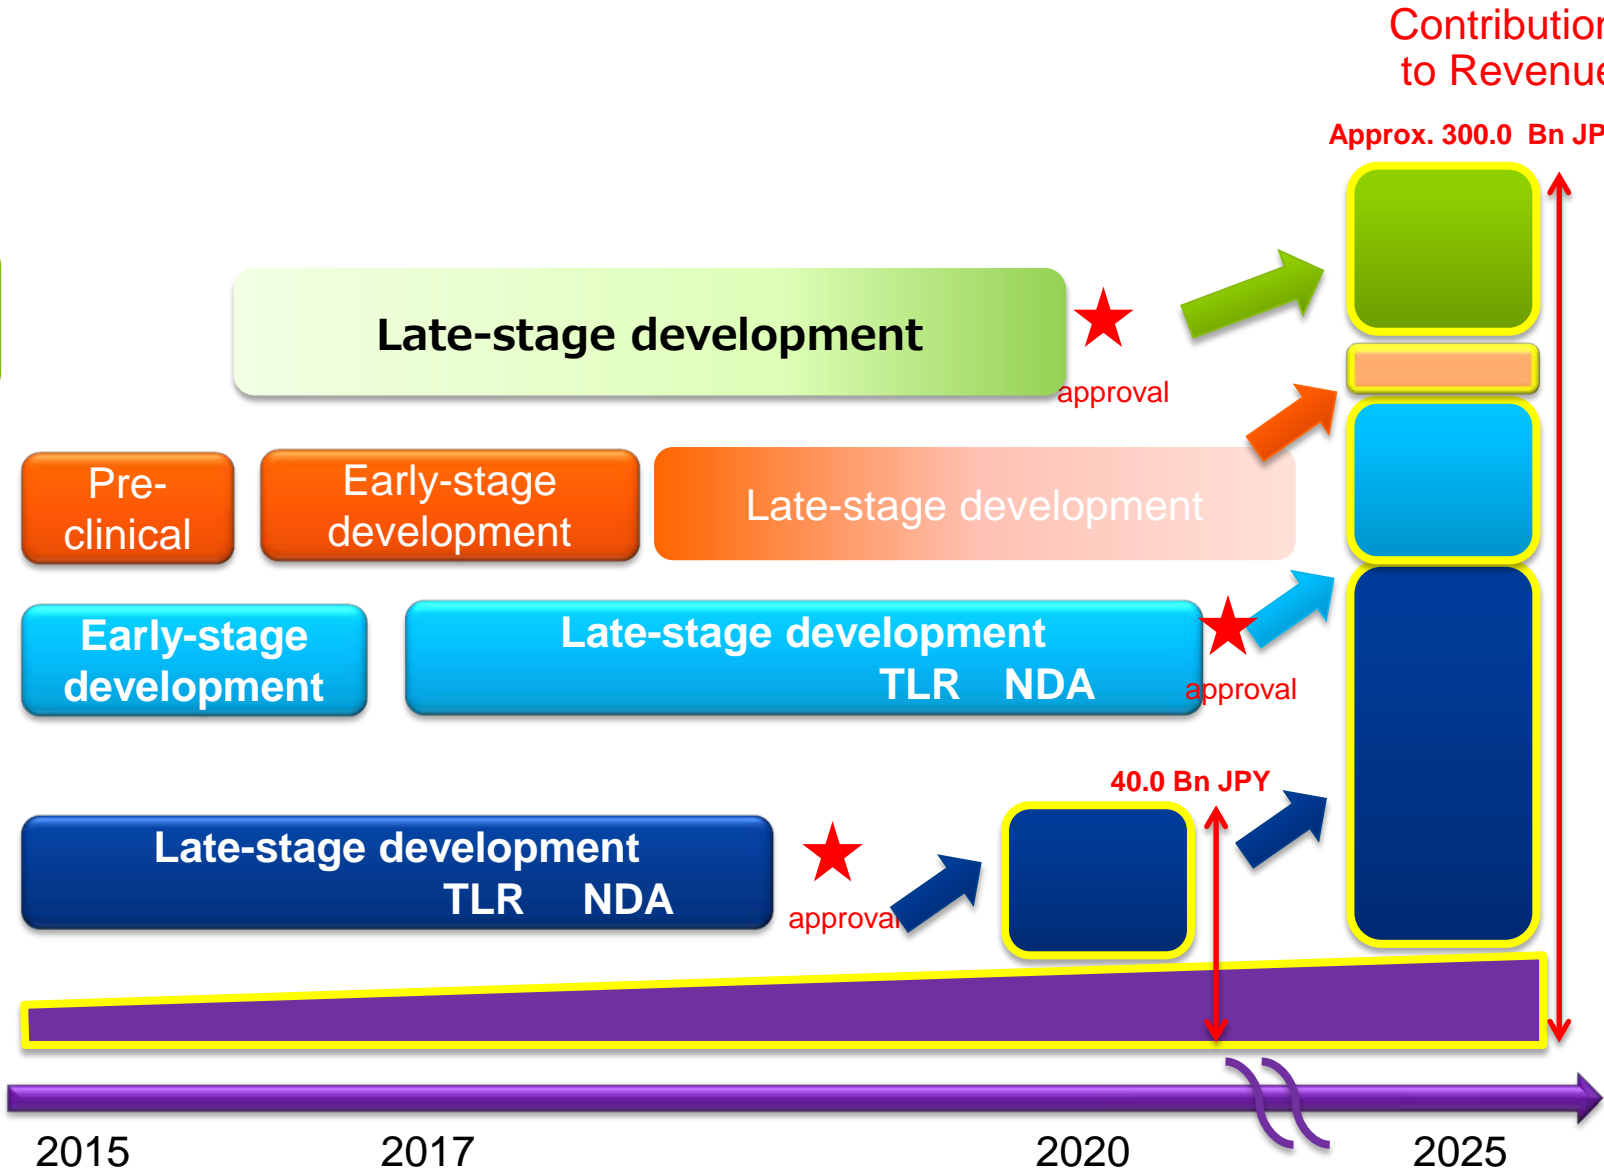 Contribution
to Revenue
Approx. 300.0 Bn JP
Late-stage development
approval
Pre-
clinical
Early-stage
development
Late-stage development
Early-stage
development
Late-stage development
TLR NDA
approval
40.0 Bn JPY
Late-stage development
TLR NDA
approval
2015 2017 2020 2025